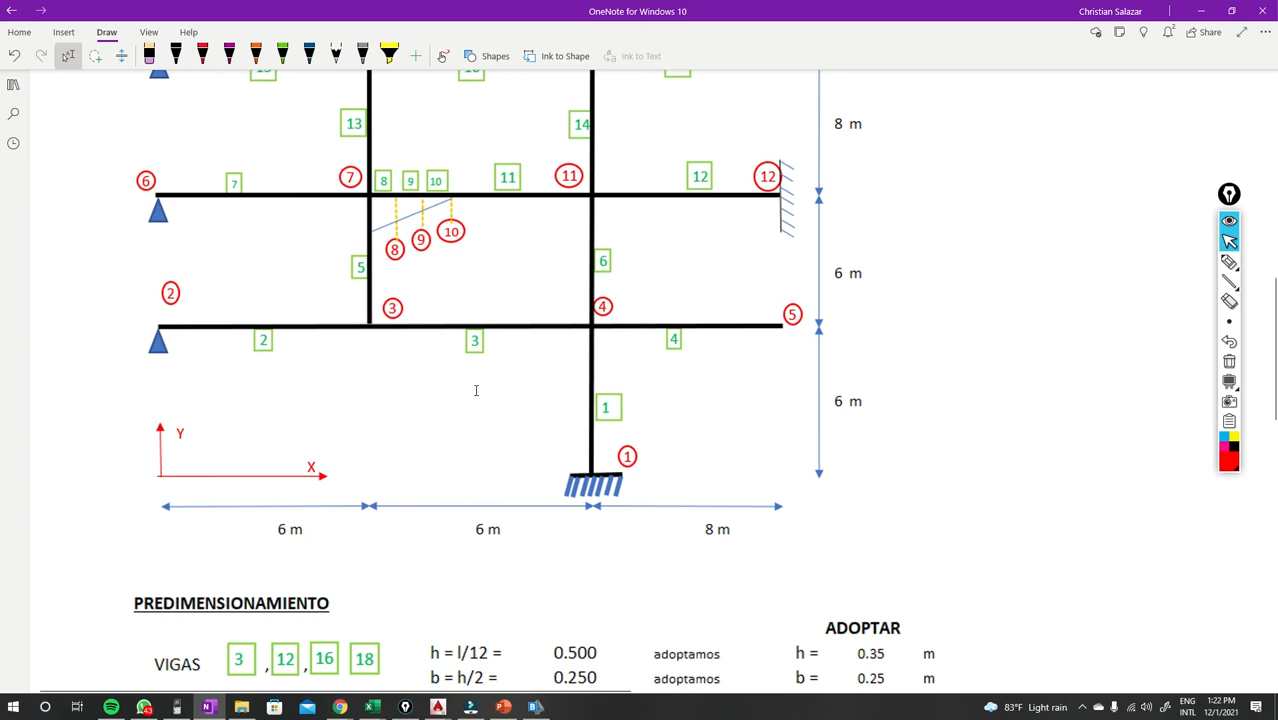 OneNote for Windows 10
Christian Salazar
Home
Insert
Draw
View
Help
Shapes
Ink to Shape
Ink to Text
Share
13
14
8 m
6
7
7
8
9
10
11
11
12
12
8
9
10
5
6
6 m
2
3
4
5
2
3
4
1
6 m
Y
X
1
6 m
6 m
8 m
PREDIMENSIONAMIENTO
ADOPTAR
VIGAS 3 , 12 , 16 18
h = l/12 = 0.500 adoptamos h = 0.35 m
b = h/2 = 0.250 adoptamos b = 0.25 m
43
83°F Light rain
ENG
INTL
1:22 PM
12/1/2021